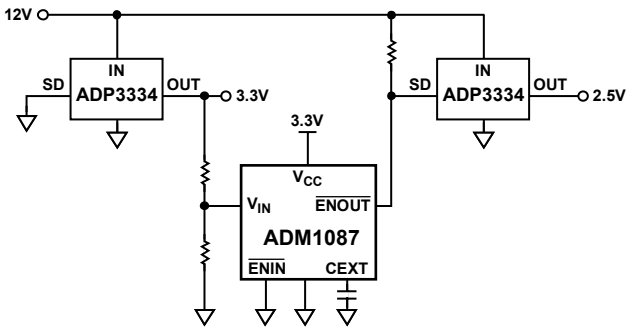 12V
IN
IN
SD
OUT
SD
OUT
ADP3334
3.3V
ADP3334
2.5V
3.3V
VCC
VIN
ENOUT
ADM1087
ENIN
CEXT